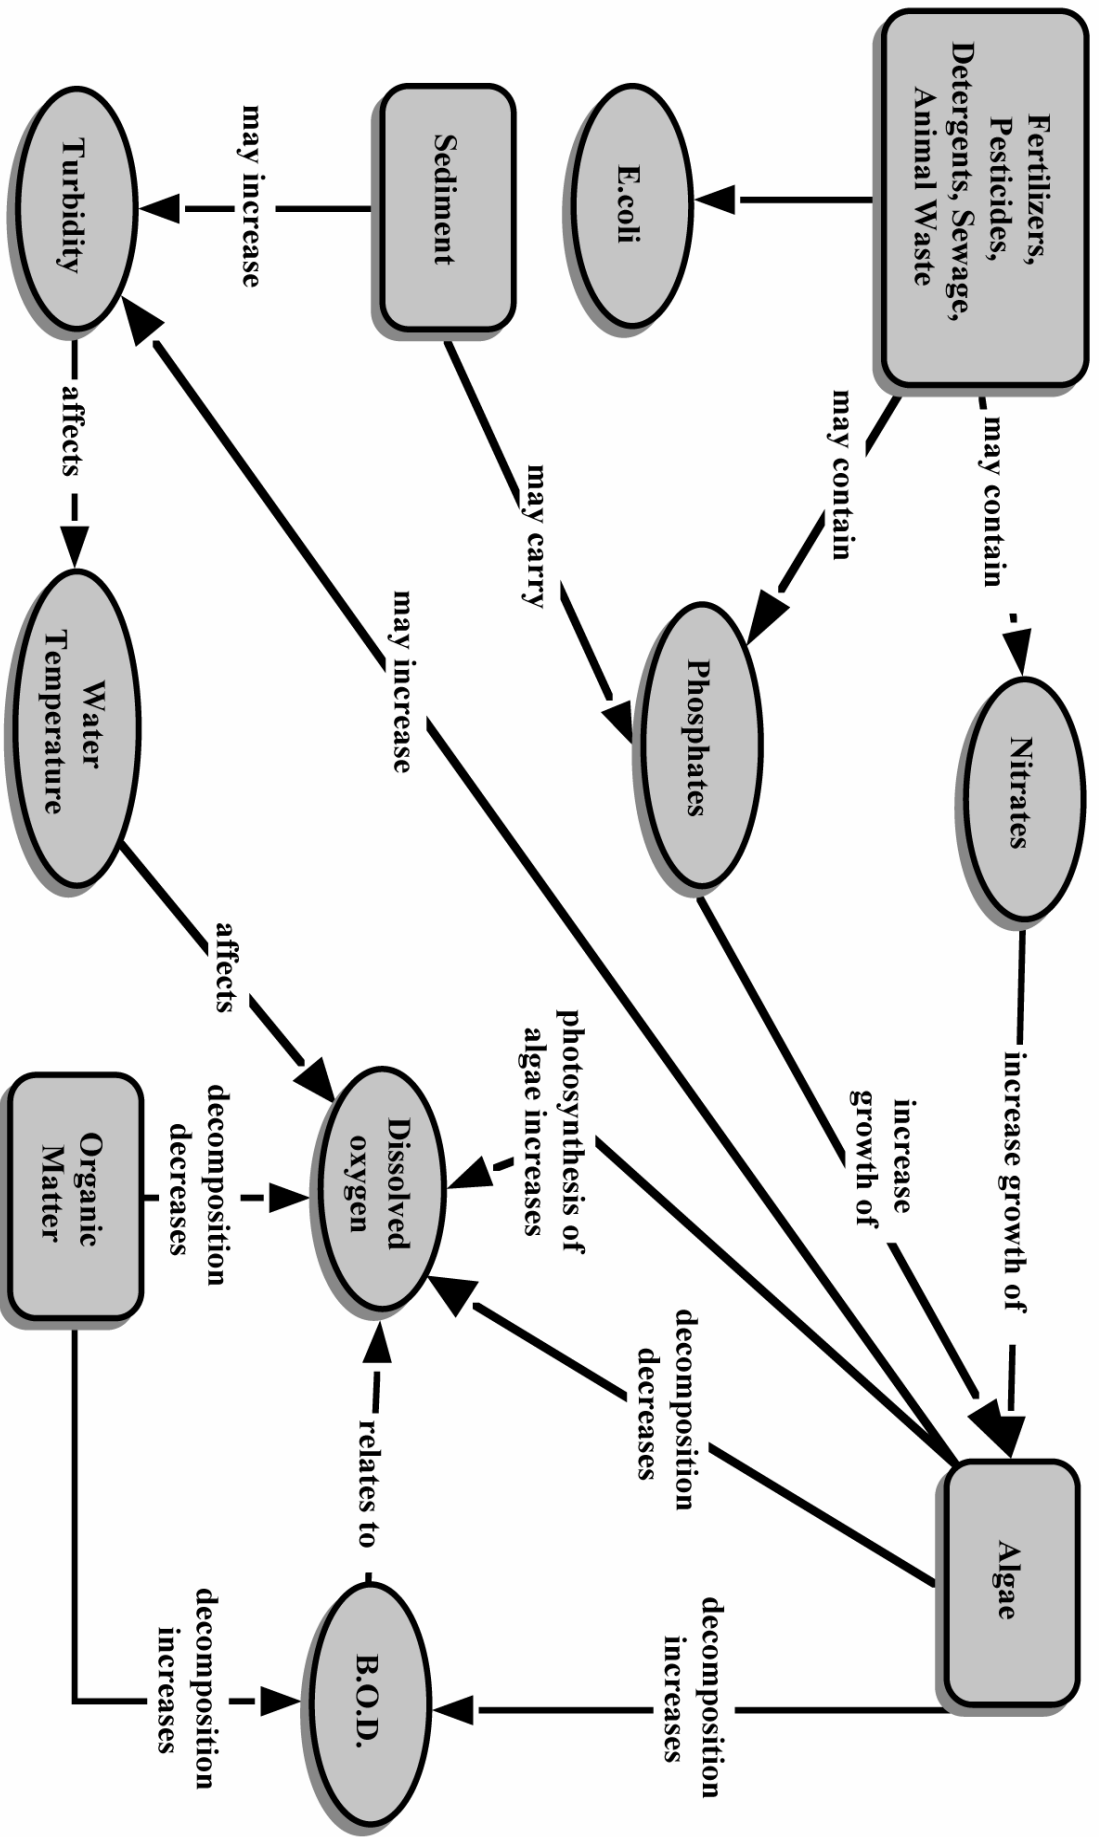 Fertilizers,
Pesticides,
Detergents, Sewage,
Animal Waste
may contain
Nitrates
increase growth of
Algae
may contain
Phosphates
increase
growth of
E.coli
Sediment
may carry
may increase
may increase
Turbidity
affects
Water
Temperature
affects
photosynthesis of
algae increases
decomposition
decreases
decomposition
increases
Dissolved
oxygen
relates to
B.O.D.
decomposition
decreases
decomposition
increases
Organic
Matter